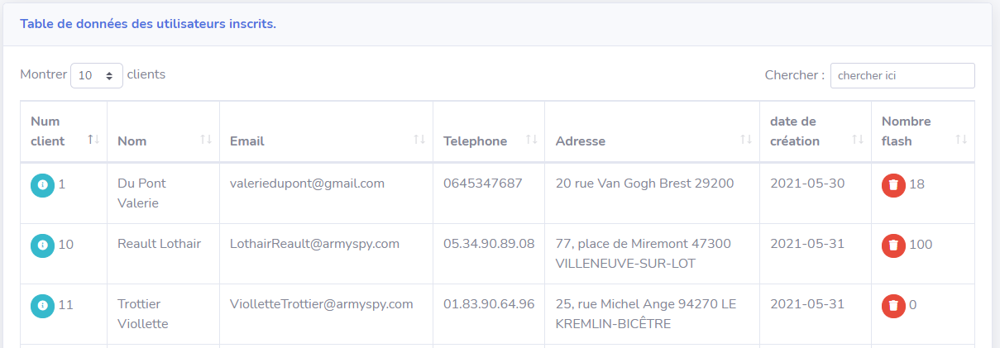 Table de données des utilisateurs inscrits.
Montrer 10 clients
Chercher : chercher ici
Num client
Nom
Email
Telephone
Adresse
date de création
Nombre flash
1
Du Pont Valerie
valeriedupont@gmail.com
0645347687
20 rue Van Gogh Brest 29200
2021-05-30
18
10
Reault Lothair
LothairReault@armyspy.com
05.34.90.89.08
77, place de Miremont 47300
VILLENEUVE-SUR-LOT
2021-05-31
100
11
Trottier
Viollette
ViolletteTrottier@armyspy.com
01.83.90.64.96
25, rue Michel Ange 94270 LE
KREMLIN-BICÊTRE
2021-05-31
0